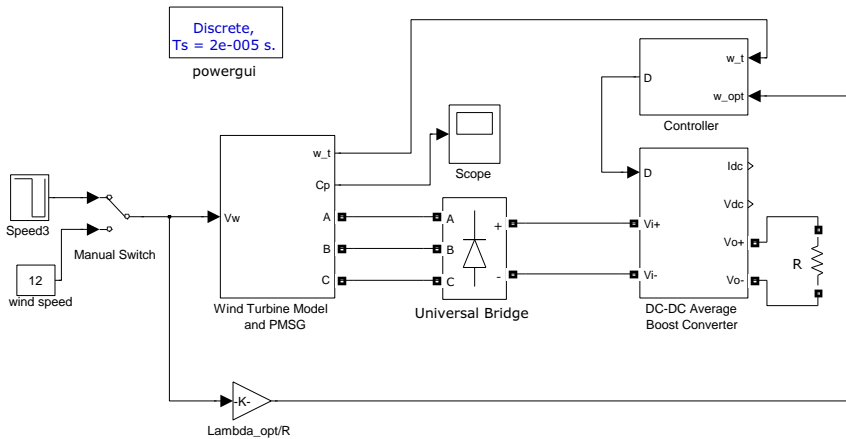 Discrete,
Ts = 2e-005 s.
powergui
w_t
D
w_opt
Controller
Scope
w_t
Cp
Vw
A
B
C
Wind Turbine Model
and PMSG
A
B
C
+
-
Universal Bridge
D
Vi+
Vi-
Idc
Vdc
Vo+
Vo-
DC-DC Average
Boost Converter
R
Speed3
Manual Switch
12
wind speed
-K-
Lambda_opt/R